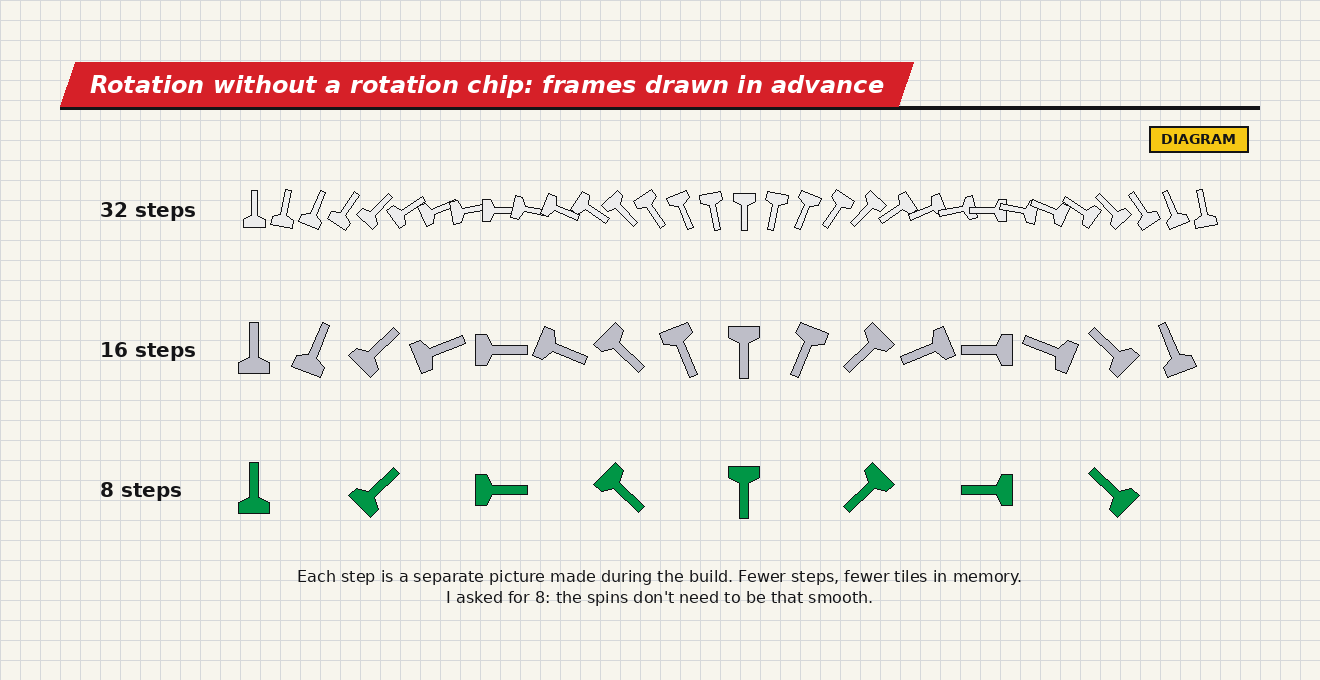 Rotation without a rotation chip: frames drawn in advance
DIAGRAM
32 steps
16 steps
8 steps
Each step is a separate picture made during the build. Fewer steps, fewer tiles in memory.
I asked for 8: the spins don't need to be that smooth.